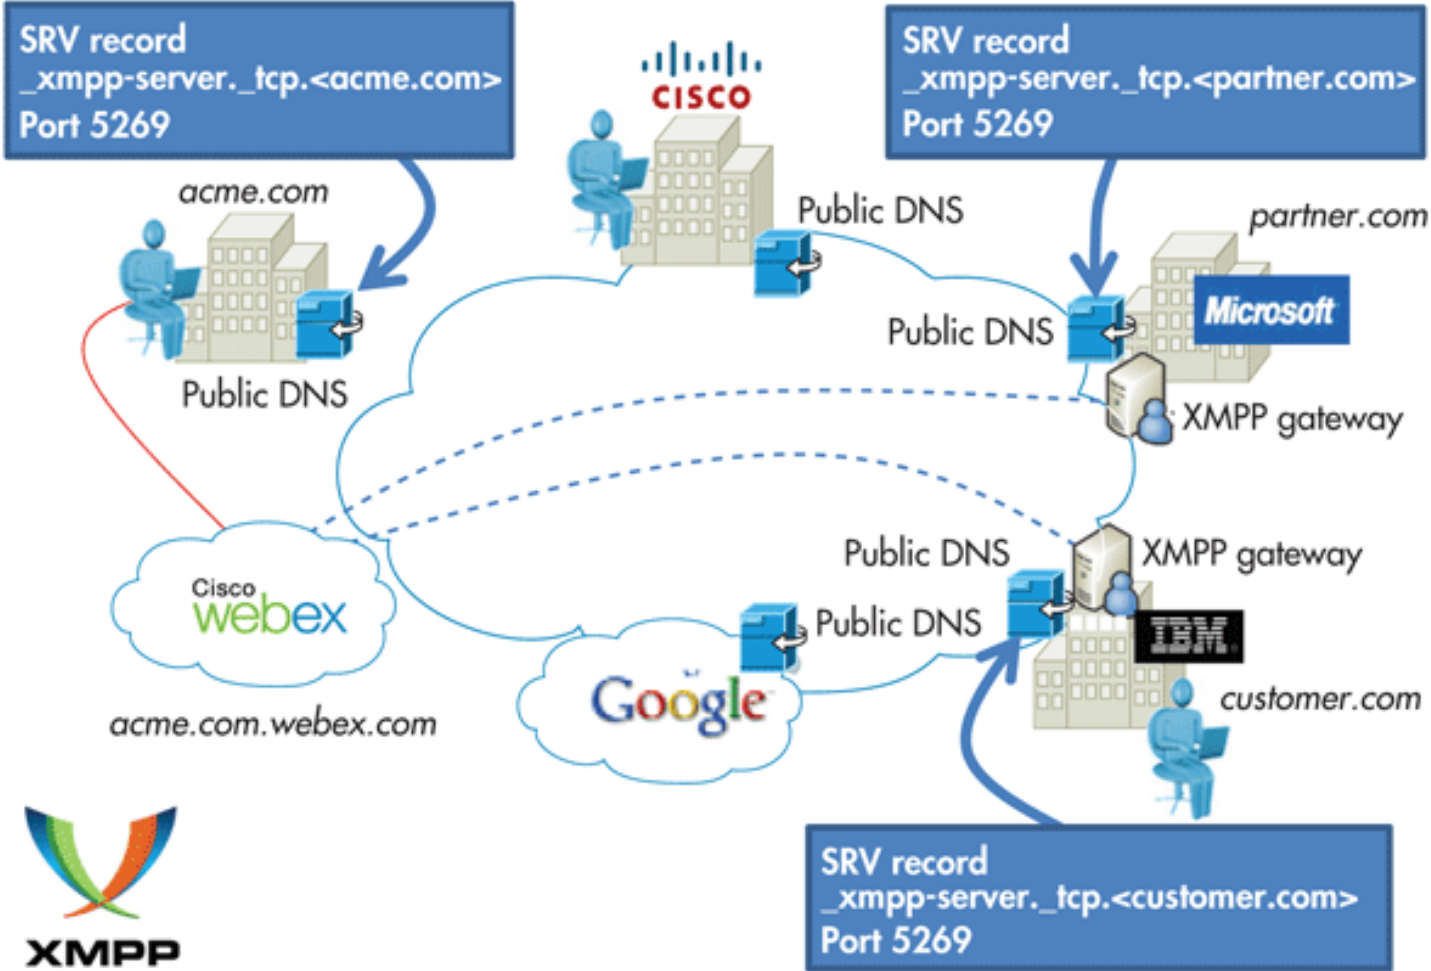 SRV record
_xmpp-server._tcp.<acme.com>
Port 5269
CISCO
SRV record
_xmpp-server._tcp.<partner.com>
Port 5269
acme.com
Public DNS
partner.com
Microsoft
Public DNS
Public DNS
XMPP gateway
Public DNS
XMPP gateway
Cisco
webex
Public DNS
IBM
Google
customer.com
acme.com.webex.com
SRV record
_xmpp-server._tcp.<customer.com>
Port 5269
XMPP